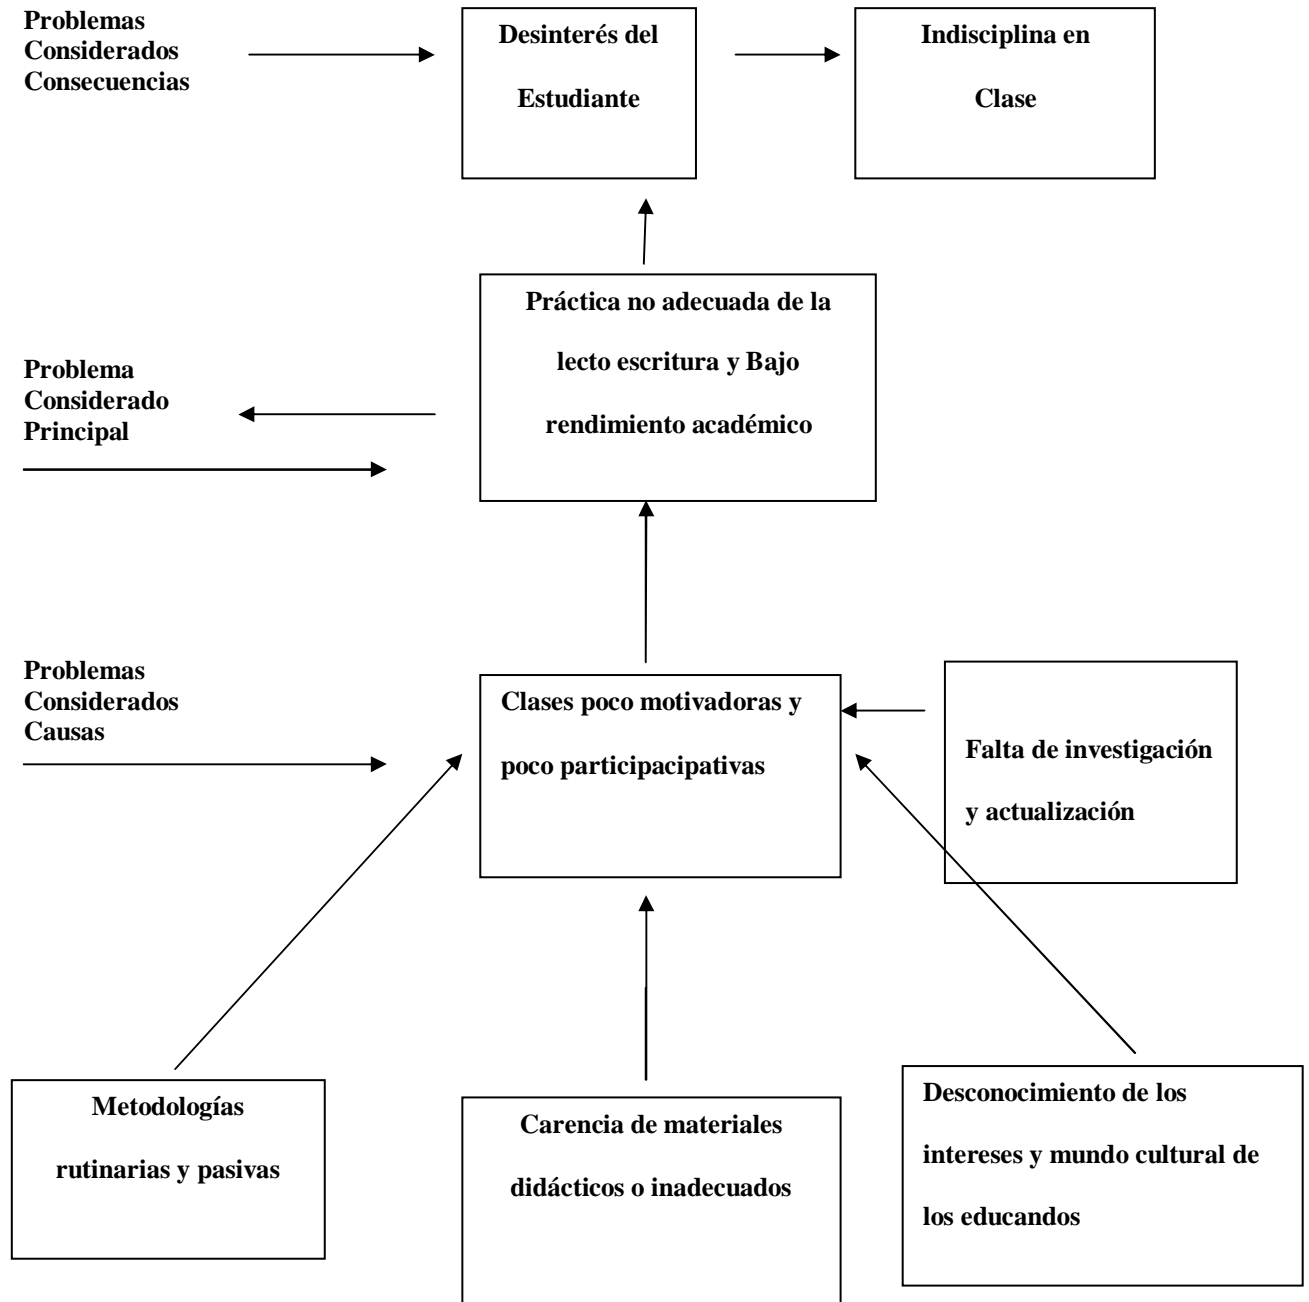 Problemas
Considerados
Consecuencias
Desinterés del
Estudiante
Indisciplina en
Clase
Práctica no adecuada de la
lecto escritura y Bajo
rendimiento académico
Problema
Considerado
Principal
Problemas
Considerados
Causas
Clases poco motivadoras y
poco participacipativas
Falta de investigación
y actualización
Metodologías
rutinarias y pasivas
Carencia de materiales
didácticos o inadecuados
Desconocimiento de los
intereses y mundo cultural de
los educandos